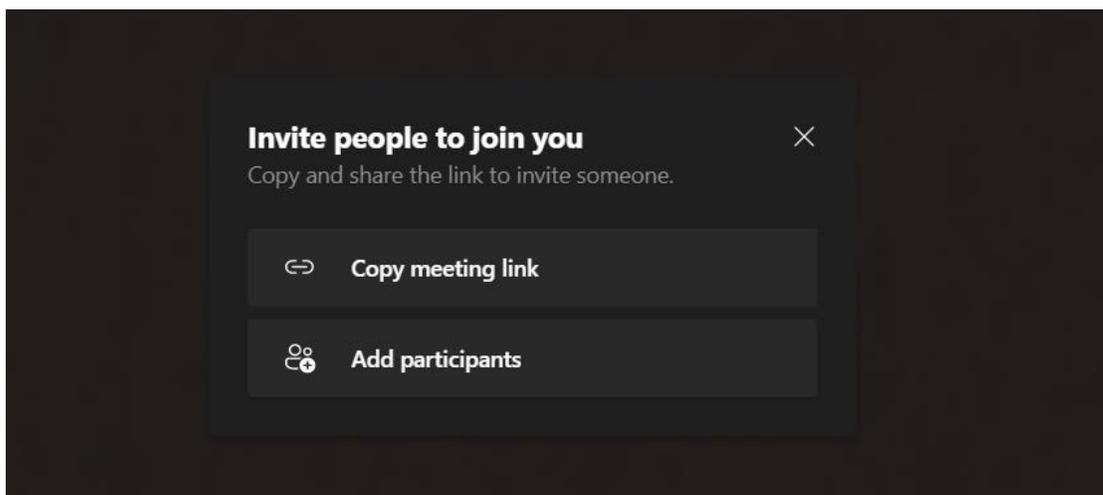 Invite people to join you
Copy and share the link to invite someone.
Copy meeting link
Add participants